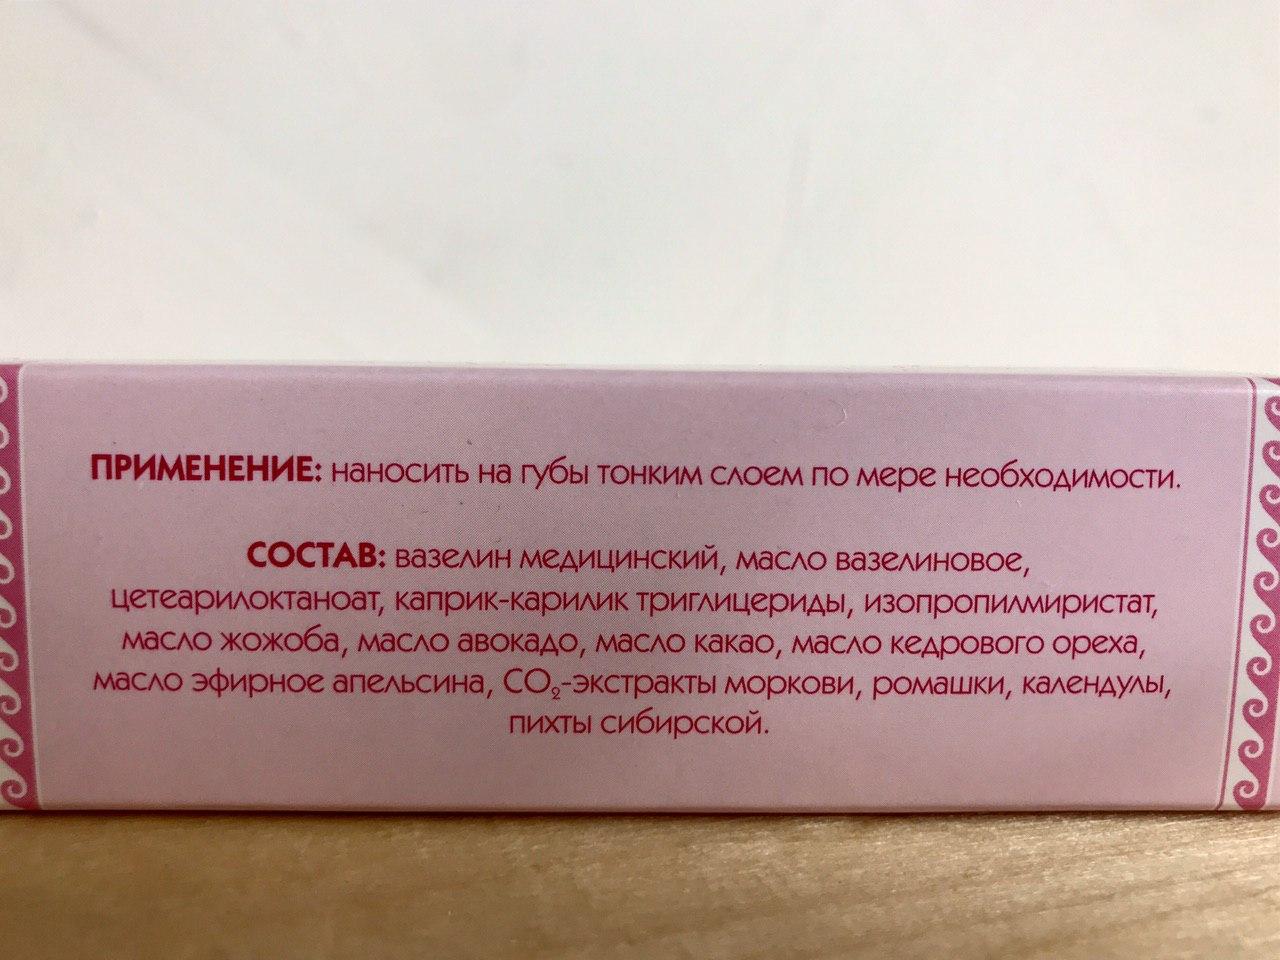 ПРИМЕНЕНИЕ: наносить на губы тонким слоем по мере необходимости.
СОСТАВ: вазелин медицинский, масло вазелиновое,
цетеарилоктаноат, каприк-карилик триглицериды, изопропилмиристат,
масло жожоба, масло авокадо, масло какао, масло кедрового ореха,
масло эфирное апельсина, CO₂-экстракты моркови, ромашки, календулы,
пихты сибирской.